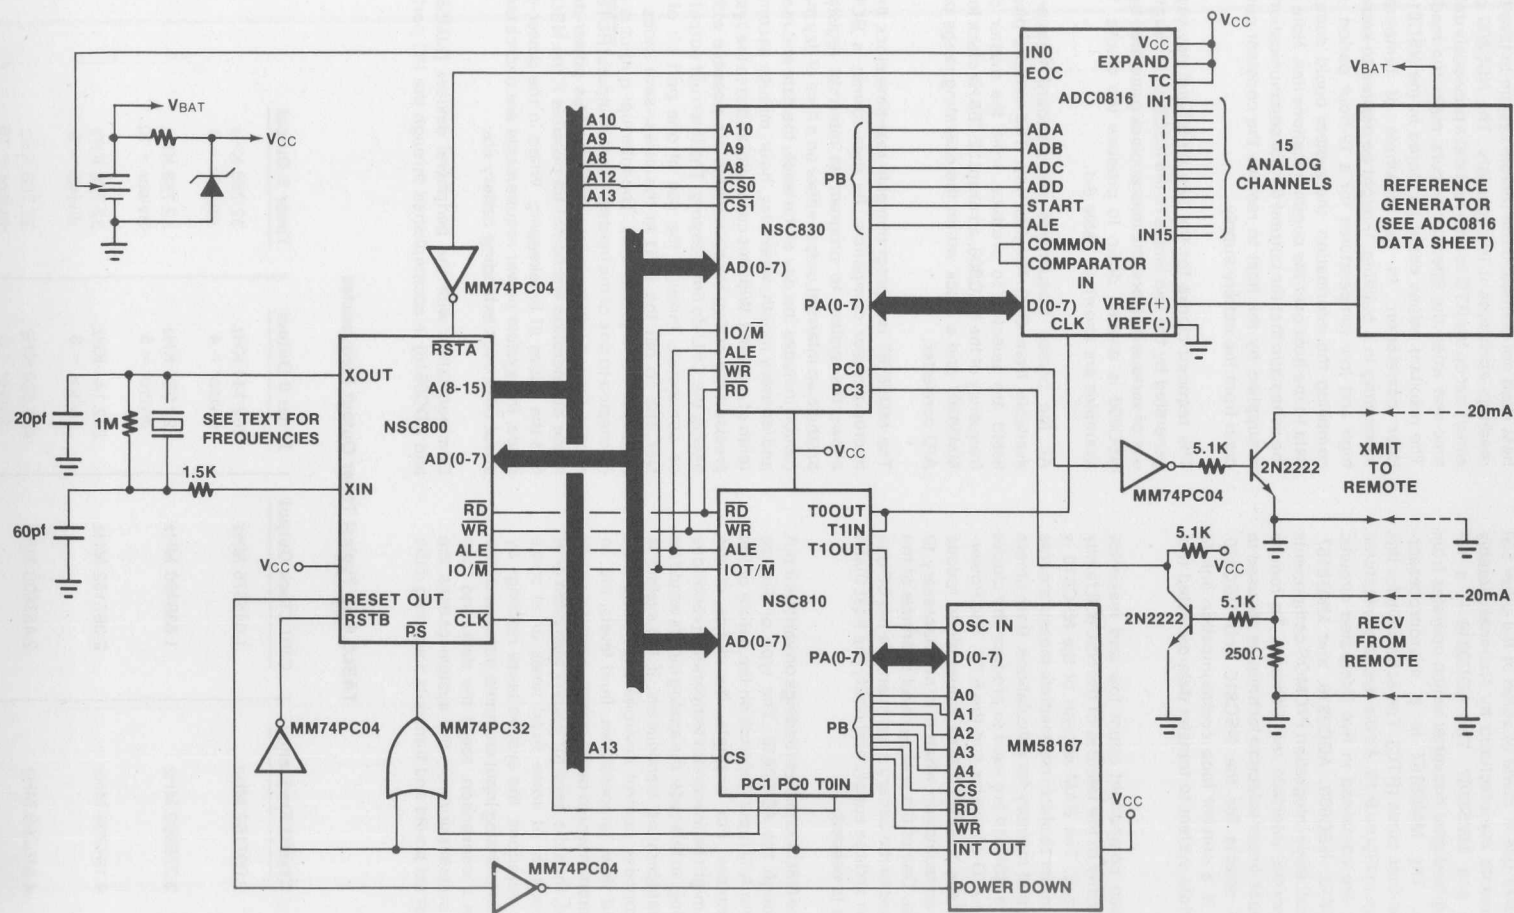 VCC
IN0
EOC
VCC
EXPAND
TC
ADC0816
IN1
ADA
ADB
ADC
ADD
START
ALE
COMMON
COMPARATOR
IN
IN15
D(0-7)
VREF(+)
CLK
VREF(-)
15
ANALOG
CHANNELS
VBAT
REFERENCE
GENERATOR
(SEE ADC0816
DATA SHEET)
VBAT
VCC
A10
A9
A8
A12
A13
A10
A9
A8
CS0
CS1
NSC830
PB
AD(0-7)
PA(0-7)
IO/M
ALE
WR
RD
PC0
PC3
MM74PC04
RSTA
XOUT
A(8-15)
NSC800
AD(0-7)
XIN
RD
WR
ALE
IO/M
VCC
RESET OUT
RSTB
PS
CLK
20pf
1M
SEE TEXT FOR
FREQUENCIES
1.5K
60pf
VCC
RD
WR
ALE
IOT/M
T0OUT
T1IN
T1OUT
NSC810
AD(0-7)
PA(0-7)
PB
A13
CS
PC1 PC0 T0IN
OSC IN
D(0-7)
A0
A1
A2
A3
A4
CS
RD
WR
INT OUT
POWER DOWN
MM58167
VCC
MM74PC04
5.1K
2N2222
20mA
XMIT
TO
REMOTE
5.1K
VCC
2N2222
5.1K
250Ω
20mA
RECV
FROM
REMOTE
MM74PC04
MM74PC32
MM74PC04